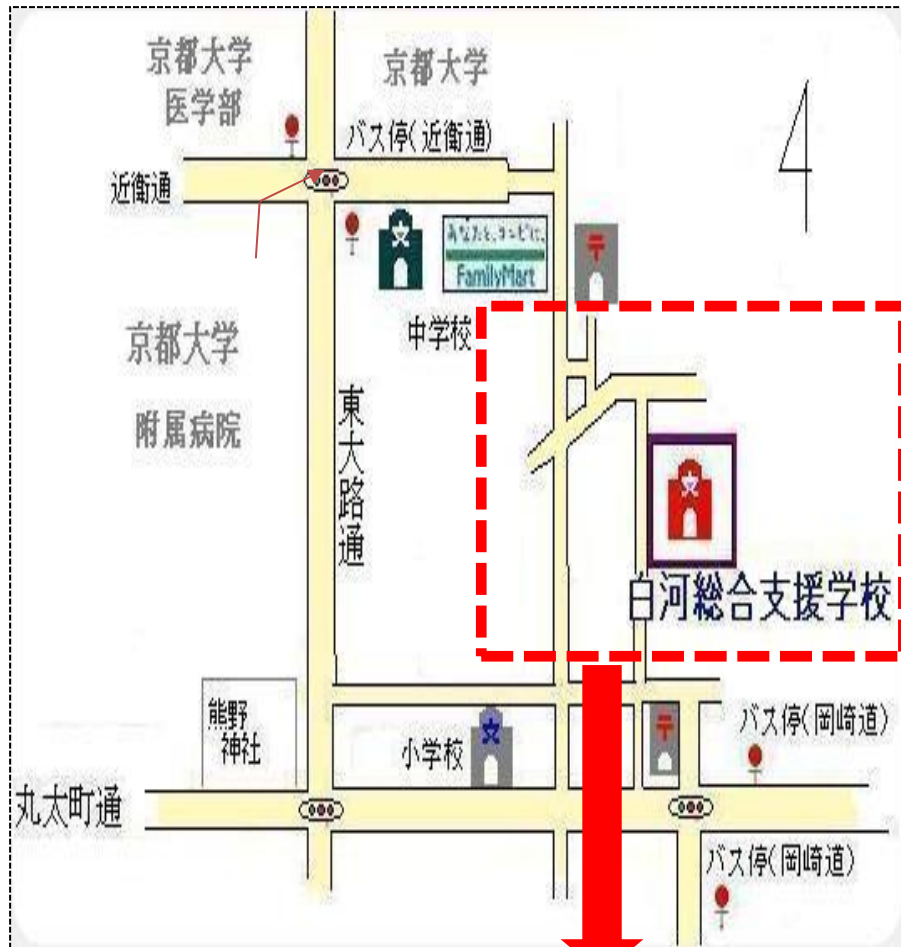 京都大学
医学部
京都大学
バス停(近衛通)
近衛通
文
あなたと、コンビに、
FamilyMart
〒
中学校
京都大学
附属病院
東大路通
文
白河総合支援学校
熊野
神社
小学校
文
〒
バス停(岡崎道)
丸太町通
バス停(岡崎道)